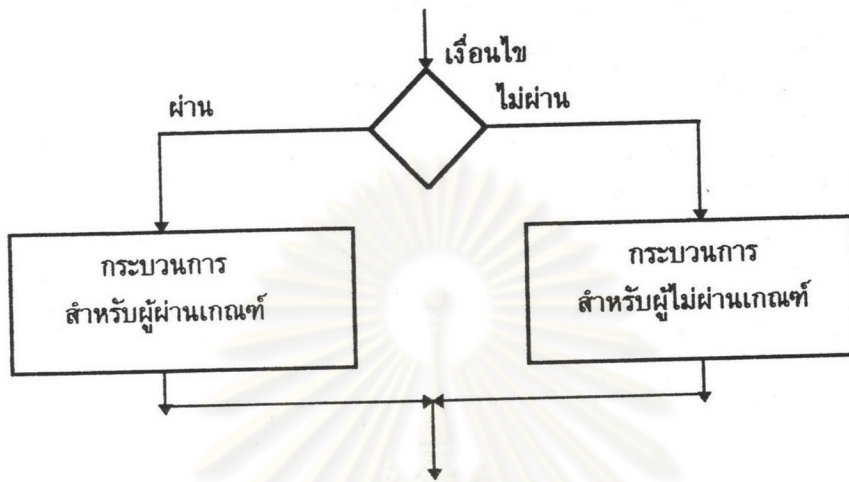 เงื่อนไข
ผ่าน
ไม่ผ่าน
กระบวนการ
สำหรับผู้ผ่านเกณฑ์
กระบวนการ
สำหรับผู้ไม่ผ่านเกณฑ์